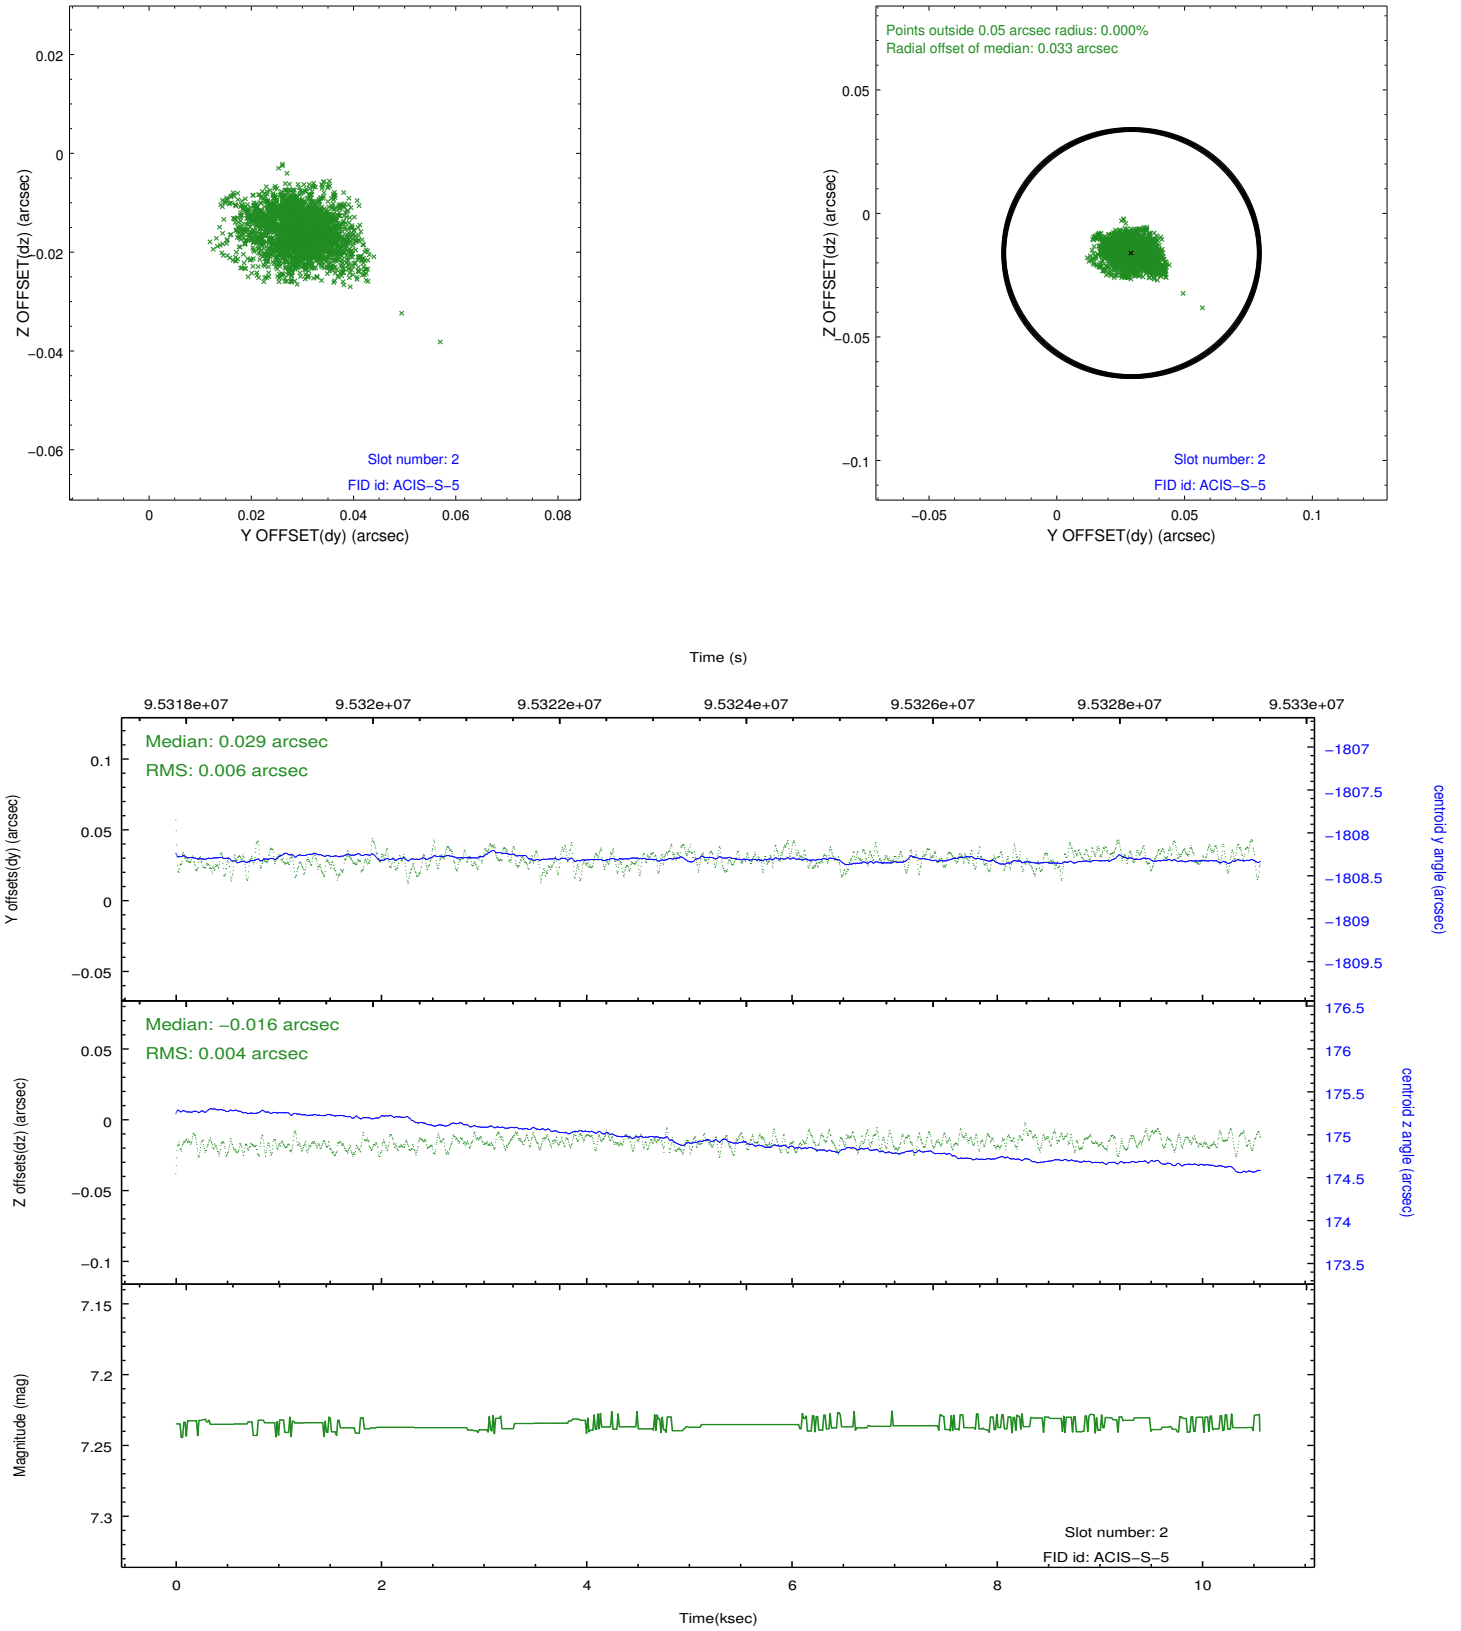 0.02
0
−0.02
−0.04
−0.06
Z OFFSET(dz) (arcsec)
Slot number: 2
FID id: ACIS−S−5
0
0.02
0.04
0.06
0.08
Y OFFSET(dy) (arcsec)
Points outside 0.05 arcsec radius: 0.000%
Radial offset of median: 0.033 arcsec
0.05
0
−0.05
−0.1
Z OFFSET(dz) (arcsec)
Slot number: 2
FID id: ACIS−S−5
−0.05
0
0.05
0.1
Y OFFSET(dy) (arcsec)
Time (s)
9.5318e+07
9.532e+07
9.5322e+07
9.5324e+07
9.5326e+07
9.5328e+07
9.533e+07
Median: 0.029 arcsec
RMS: 0.006 arcsec
0.1
0.05
0
−0.05
Y offsets(dy) (arcsec)
−1807
−1807.5
−1808
−1808.5
−1809
−1809.5
centroid y angle (arcsec)
Median: −0.016 arcsec
RMS: 0.004 arcsec
0.05
0
−0.05
−0.1
Z offsets(dz) (arcsec)
176.5
176
175.5
175
174.5
174
173.5
centroid z angle (arcsec)
7.15
7.2
7.25
7.3
Magnitude (mag)
Slot number: 2
FID id: ACIS−S−5
0
2
4
6
8
10
Time(ksec)